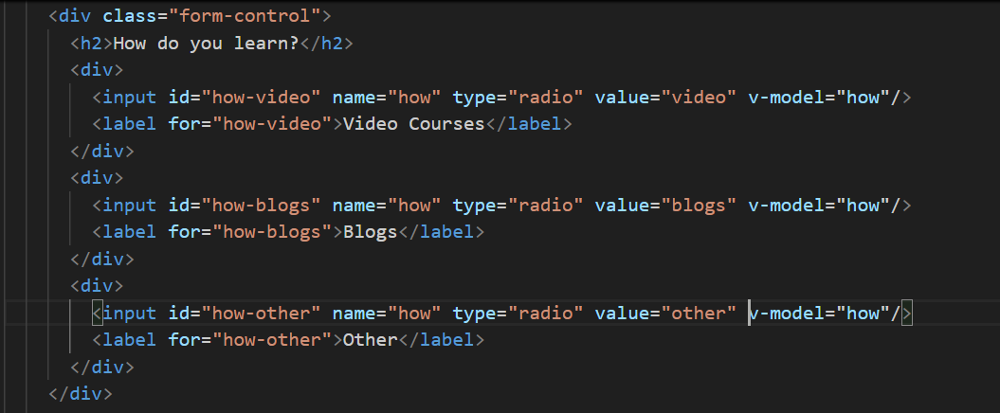 <div class="form-control">
<h2>How do you learn?</h2>
<div>
<input id="how-video" name="how" type="radio" value="video" v-model="how"/>
<label for="how-video">Video Courses</label>
</div>
<div>
<input id="how-blogs" name="how" type="radio" value="blogs" v-model="how"/>
<label for="how-blogs">Blogs</label>
</div>
<div>
<input id="how-other" name="how" type="radio" value="other" v-model="how"/>
<label for="how-other">Other</label>
</div>
</div>